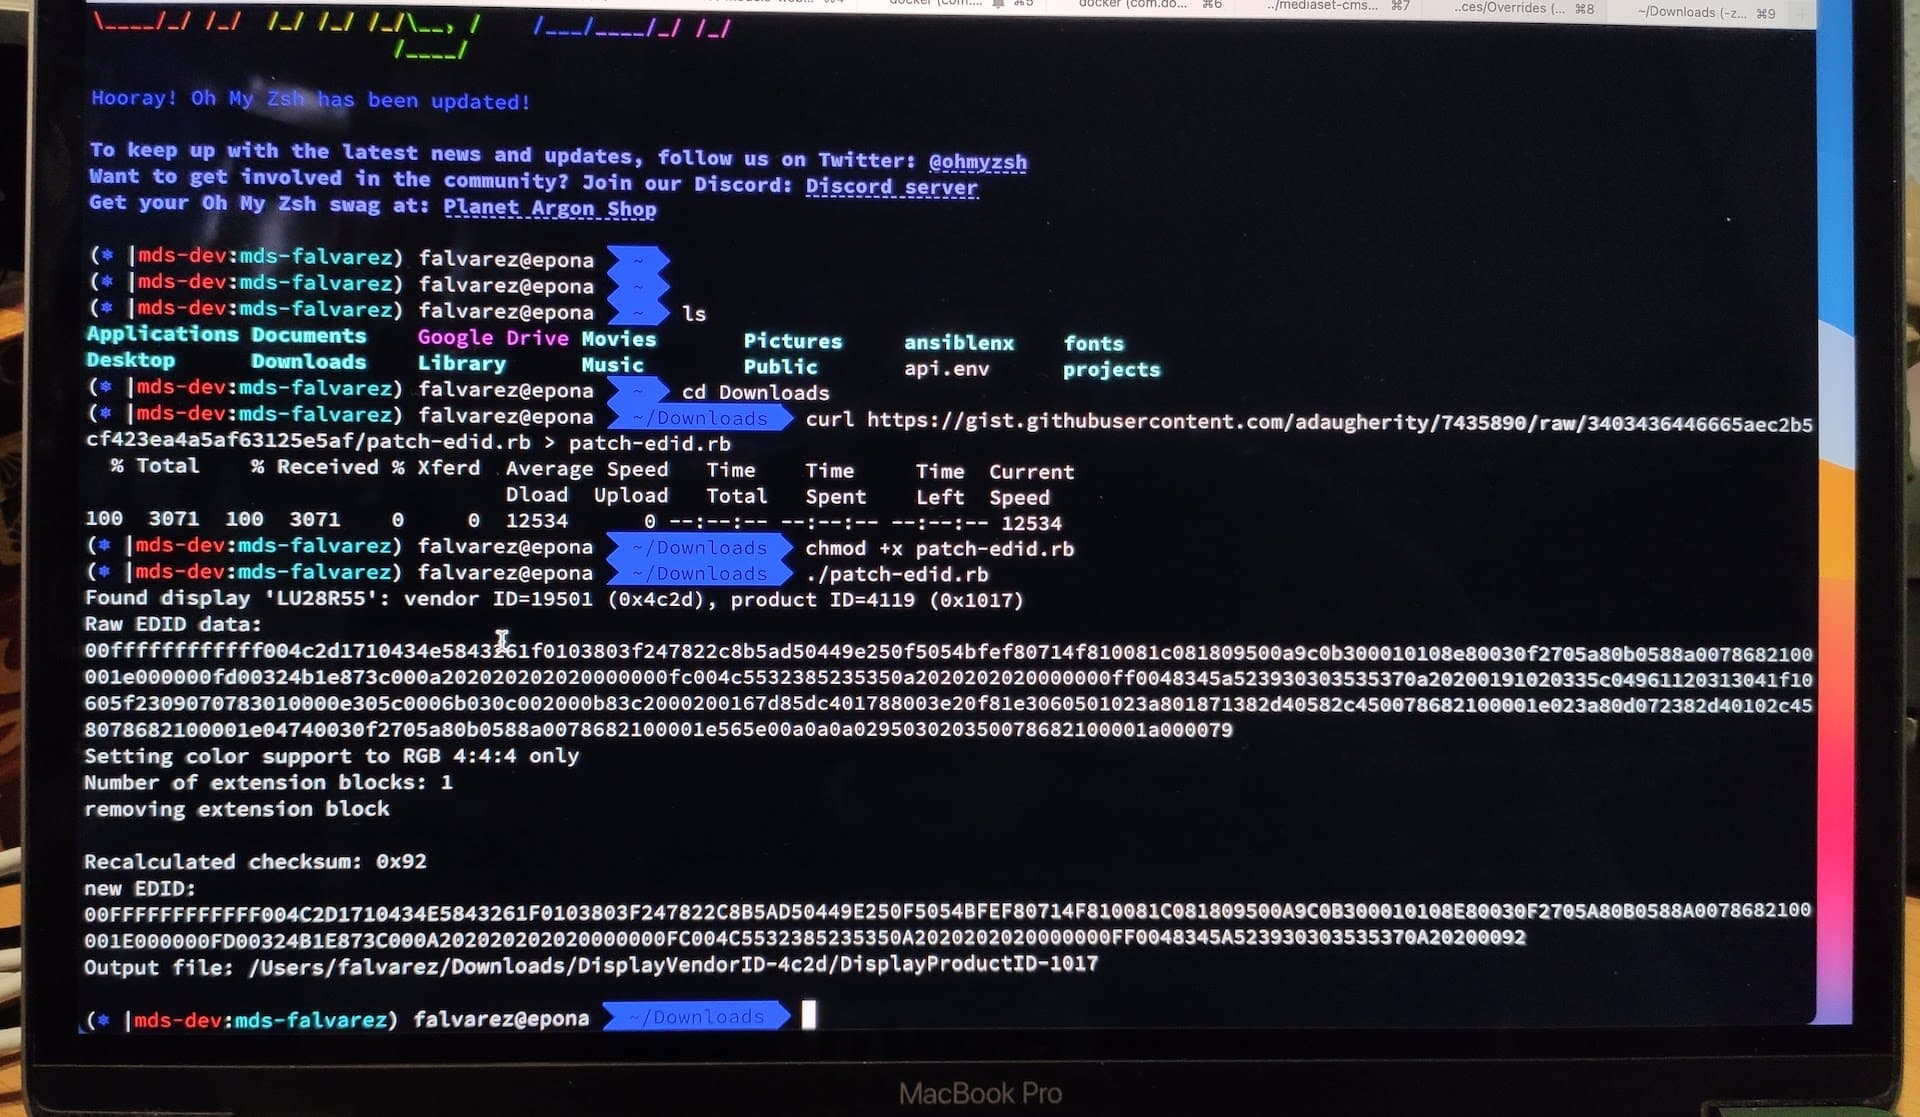 docker (com.... ⌘5 docker (com.do... ⌘6 ../mediaset-cms... ⌘7 ..ces/Overrides (... ⌘8 ~/Downloads (-z... ⌘9
Hooray! Oh My Zsh has been updated!
To keep up with the latest news and updates, follow us on Twitter: @ohmyzsh
Want to get involved in the community? Join our Discord: Discord server
Get your Oh My Zsh swag at: Planet Argon Shop
(⎈ |mds-dev:mds-falvarez) falvarez@epona ~
(⎈ |mds-dev:mds-falvarez) falvarez@epona ~
(⎈ |mds-dev:mds-falvarez) falvarez@epona ~ ls
Applications Documents Google Drive Movies Pictures ansiblenx fonts
Desktop Downloads Library Music Public api.env projects
(⎈ |mds-dev:mds-falvarez) falvarez@epona ~ cd Downloads
(⎈ |mds-dev:mds-falvarez) falvarez@epona ~/Downloads curl https://gist.githubusercontent.com/adaugherity/7435890/raw/3403436446665aec2b5
cf423ea4a5af63125e5af/patch-edid.rb > patch-edid.rb
% Total % Received % Xferd Average Speed Time Time Time Current
Dload Upload Total Spent Left Speed
100 3071 100 3071 0 0 12534 0 --:--:-- --:--:-- --:--:-- 12534
(⎈ |mds-dev:mds-falvarez) falvarez@epona ~/Downloads chmod +x patch-edid.rb
(⎈ |mds-dev:mds-falvarez) falvarez@epona ~/Downloads ./patch-edid.rb
Found display 'LU28R55': vendor ID=19501 (0x4c2d), product ID=4119 (0x1017)
Raw EDID data:
00ffffffffffff004c2d1710434e5843261f0103803f247822c8b5ad50449e250f5054bfef80714f810081c081809500a9c0b300010108e80030f2705a80b0588a0078682100
001e000000fd00324b1e873c000a202020202020000000fc004c5532385235350a2020202020000000ff0048345a523930303535370a20200191020335c04961120313041f10
605f2309070783010000e305c0006b030c002000b83c2000200167d85dc401788003e20f81e3060501023a801871382d40582c450078682100001e023a80d072382d40102c45
8078682100001e04740030f2705a80b0588a0078682100001e565e00a0a0a029503020350078682100001a000079
Setting color support to RGB 4:4:4 only
Number of extension blocks: 1
removing extension block
Recalculated checksum: 0x92
new EDID:
00FFFFFFFFFFFF004C2D1710434E5843261F0103803F247822C8B5AD50449E250F5054BFEF80714F810081C081809500A9C0B300010108E80030F2705A80B0588A0078682100
001E000000FD00324B1E873C000A202020202020000000FC004C5532385235350A2020202020000000FF0048345A523930303535370A20200092
Output file: /Users/falvarez/Downloads/DisplayVendorID-4c2d/DisplayProductID-1017
(⎈ |mds-dev:mds-falvarez) falvarez@epona ~/Downloads
MacBook Pro